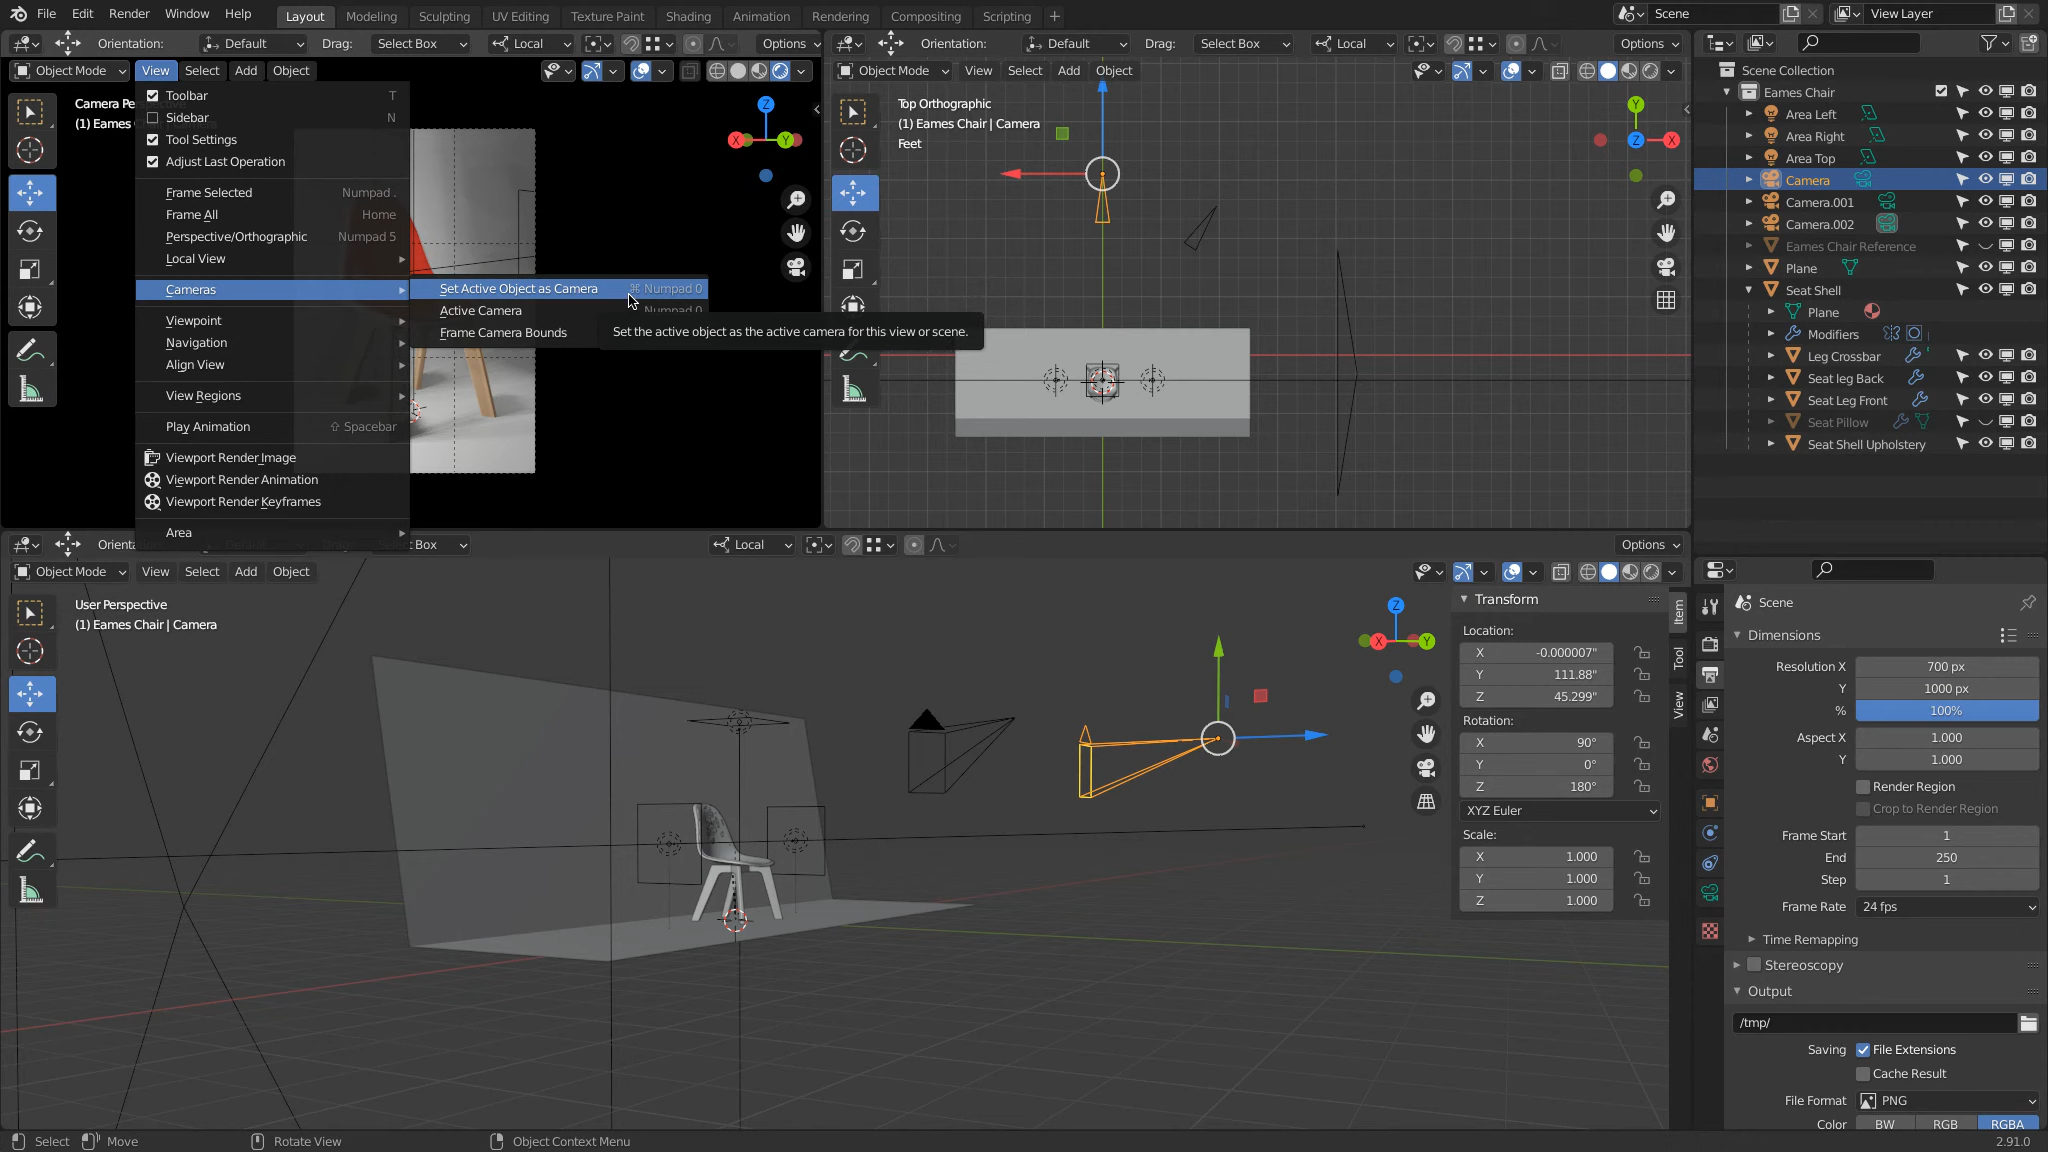 File Edit Render Window Help Layout Modeling Sculpting UV Editing Texture Paint Shading Animation Rendering Compositing Scripting + Scene View Layer
Orientation: Default Drag: Select Box Local Options
Object Mode View Select Add Object
Camera Pe
(1) Eames
Toolbar T
Sidebar N
Tool Settings
Adjust Last Operation
Frame Selected Numpad .
Frame All Home
Perspective/Orthographic Numpad 5
Local View
Cameras
Viewpoint
Navigation
Align View
View Regions
Play Animation ⇧ Spacebar
Viewport Render Image
Viewport Render Animation
Viewport Render Keyframes
Area
Set Active Object as Camera ⌘ Numpad 0
Active Camera Numpad 0
Frame Camera Bounds
Set the active object as the active camera for this view or scene.
Z
X
Y
Orientation: Default Drag: Select Box Local Options
Object Mode View Select Add Object
Top Orthographic
(1) Eames Chair | Camera
Feet
Y
Z
X
Scene Collection
Eames Chair
Area Left
Area Right
Area Top
Camera
Camera.001
Camera.002
Eames Chair Reference
Plane
Seat Shell
Plane
Modifiers
Leg Crossbar
Seat leg Back
Seat Leg Front
Seat Pillow
Seat Shell Upholstery
Orienta Default Box Local Options
Object Mode View Select Add Object
User Perspective
(1) Eames Chair | Camera
Z
X
Y
Transform
Location:
X -0.000007"
Y 111.88"
Z 45.299"
Rotation:
X 90°
Y 0°
Z 180°
XYZ Euler
Scale:
X 1.000
Y 1.000
Z 1.000
Item
Tool
View
Scene
Dimensions
Resolution X 700 px
Y 1000 px
% 100%
Aspect X 1.000
Y 1.000
Render Region
Crop to Render Region
Frame Start 1
End 250
Step 1
Frame Rate 24 fps
Time Remapping
Stereoscopy
Output
/tmp/
Saving File Extensions
Cache Result
File Format PNG
Color BW RGB RGBA
Select Move Rotate View Object Context Menu 2.91.0